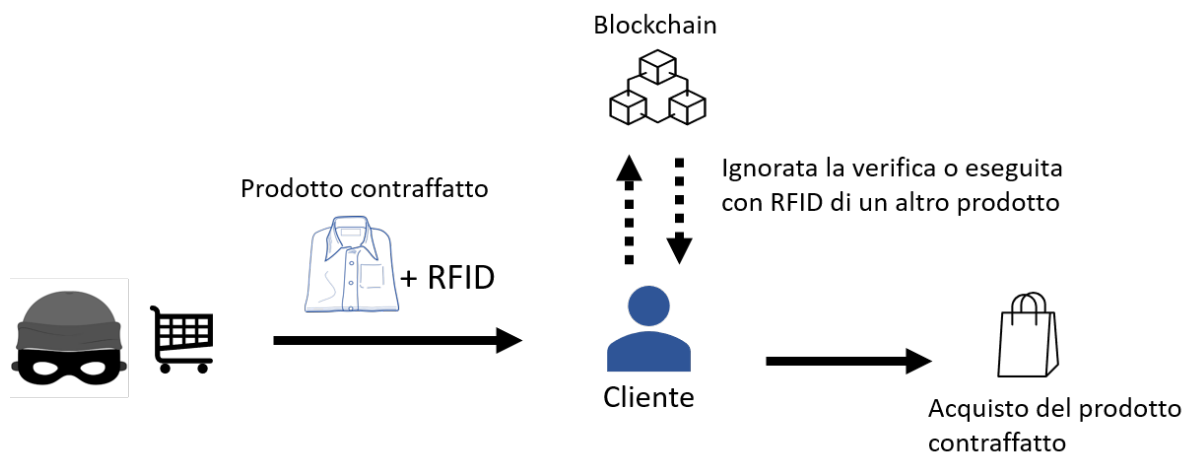 Blockchain
Ignorata la verifica o eseguita
con RFID di un altro prodotto
Prodotto contraffatto
+ RFID
Cliente
Acquisto del prodotto
contraffatto